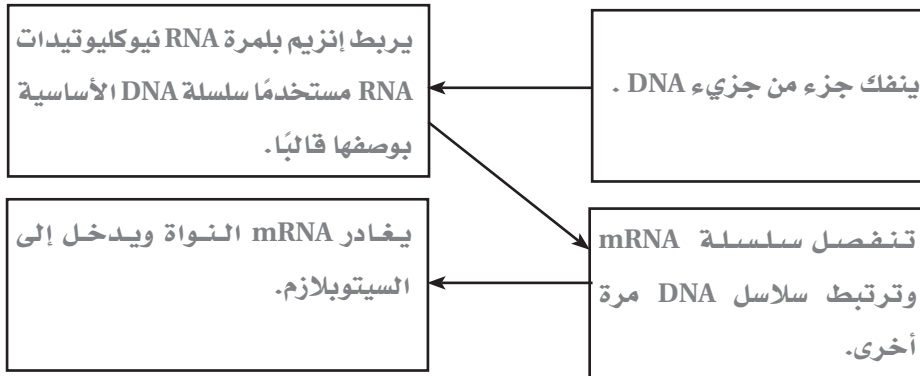 ينفك جزء من جزيء DNA .
يربط إنزيم بلمرة RNA نيوكليوتيدات
RNA مستخدمًا سلسلة DNA الأساسية
بوصفها قالبًا.
تنفصل سلسلة mRNA
وترتبط سلاسل DNA مرة
أخرى.
يغادر mRNA النواة ويدخل إلى
السيتوبلازم.